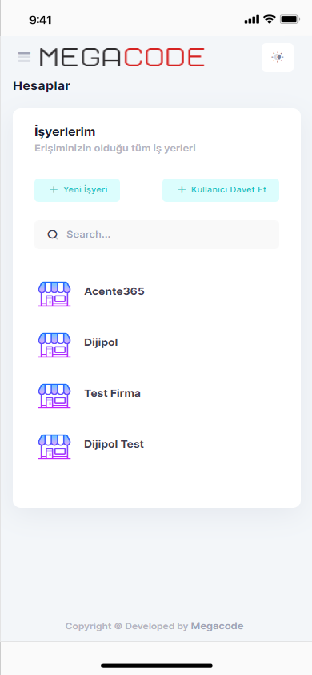 9:41
MEGACODE
Hesaplar
İşyerlerim
Erişiminizin olduğu tüm iş yerleri
+ Yeni İşyeri
+ Kullanıcı Davet Et
Search...
Acente365
Dijipol
Test Firma
Dijipol Test
Copyright © Developed by Megacode